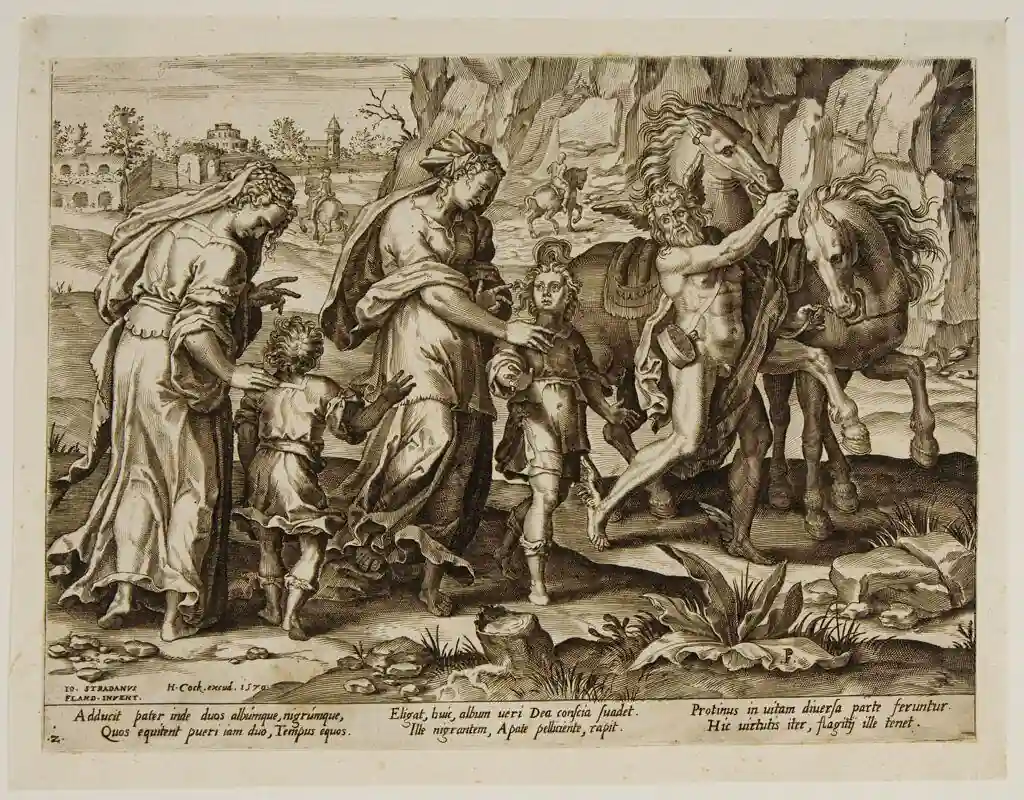 IO. STRADANVS
FLAND. INVENT.
H. Cock. excud. 1570
Adducit pater inde duos albumque, nigrumque,
Quos equitent pueri iam duo, Tempus equos.
Eligat, huic, album ueri Dea conscia suadet.
Ille nigrantem, Apate pelliciente, rapit.
Protinus in uitam diuersa parte feruntur.
Hic uirtutis iter, flagitij ille tenet.
.2.